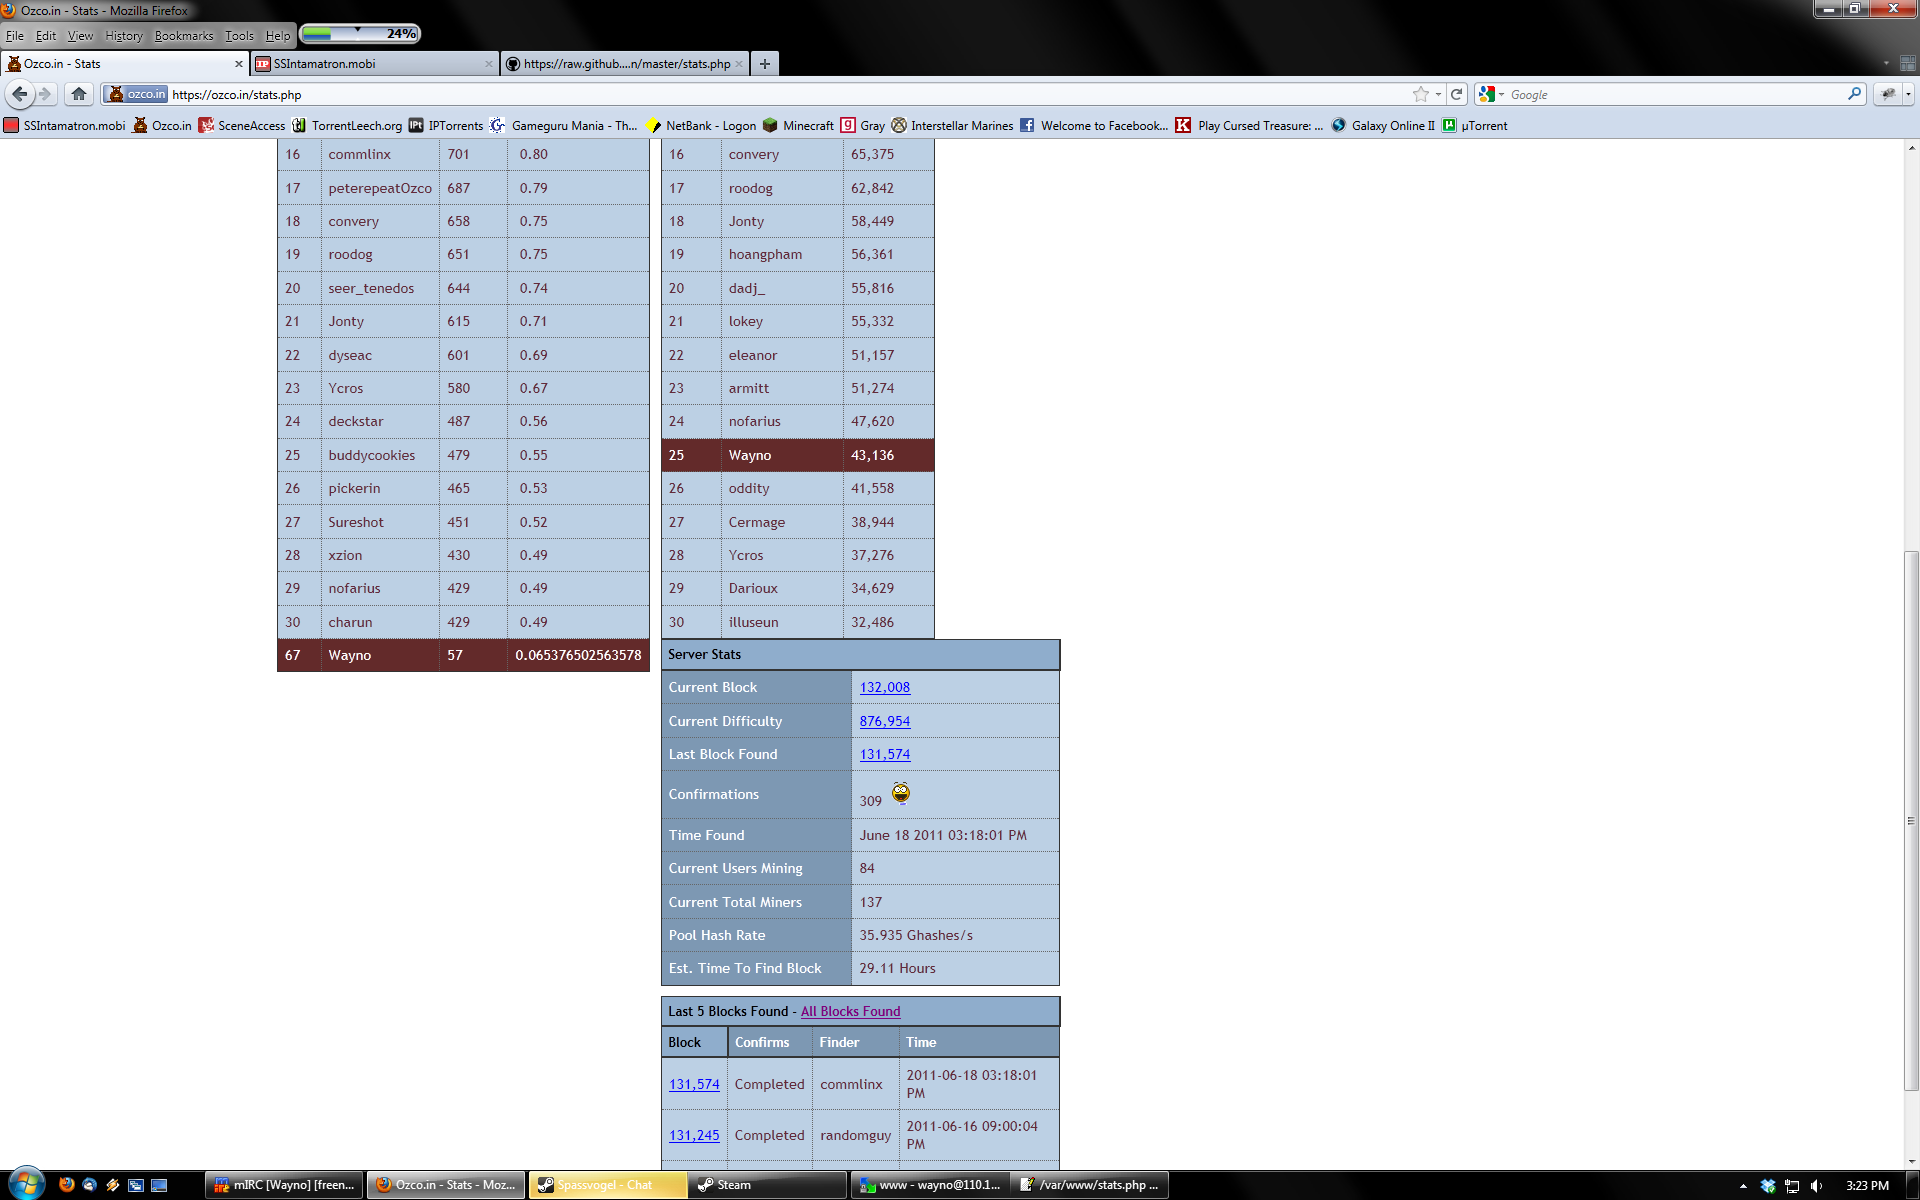 Ozco.in - Stats - Mozilla Firefox
File Edit View History Bookmarks Tools Help 24%
Ozco.in - Stats
SSIntamatron.mobi
https://raw.github....n/master/stats.php
ozco.in https://ozco.in/stats.php
Google
SSIntamatron.mobi Ozco.in SceneAccess TorrentLeech.org IPTorrents Gameguru Mania - Th... NetBank - Logon Minecraft Gray Interstellar Marines Welcome to Facebook... Play Cursed Treasure: ... Galaxy Online II µTorrent
16 commlinx 701 0.80
17 peterepeatOzco 687 0.79
18 convery 658 0.75
19 roodog 651 0.75
20 seer_tenedos 644 0.74
21 Jonty 615 0.71
22 dyseac 601 0.69
23 Ycros 580 0.67
24 deckstar 487 0.56
25 buddycookies 479 0.55
26 pickerin 465 0.53
27 Sureshot 451 0.52
28 xzion 430 0.49
29 nofarius 429 0.49
30 charun 429 0.49
67 Wayno 57 0.065376502563578
16 convery 65,375
17 roodog 62,842
18 Jonty 58,449
19 hoangpham 56,361
20 dadj_ 55,816
21 lokey 55,332
22 eleanor 51,157
23 armitt 51,274
24 nofarius 47,620
25 Wayno 43,136
26 oddity 41,558
27 Cermage 38,944
28 Ycros 37,276
29 Darioux 34,629
30 illuseun 32,486
Server Stats
Current Block 132,008
Current Difficulty 876,954
Last Block Found 131,574
Confirmations 309
Time Found June 18 2011 03:18:01 PM
Current Users Mining 84
Current Total Miners 137
Pool Hash Rate 35.935 Ghashes/s
Est. Time To Find Block 29.11 Hours
Last 5 Blocks Found - All Blocks Found
Block Confirms Finder Time
131,574 Completed commlinx 2011-06-18 03:18:01
PM
131,245 Completed randomguy 2011-06-16 09:00:04
PM
mIRC [Wayno] [freen...
Ozco.in - Stats - Moz...
Spassvogel - Chat
Steam
www - wayno@110.1...
/var/www/stats.php ...
3:23 PM